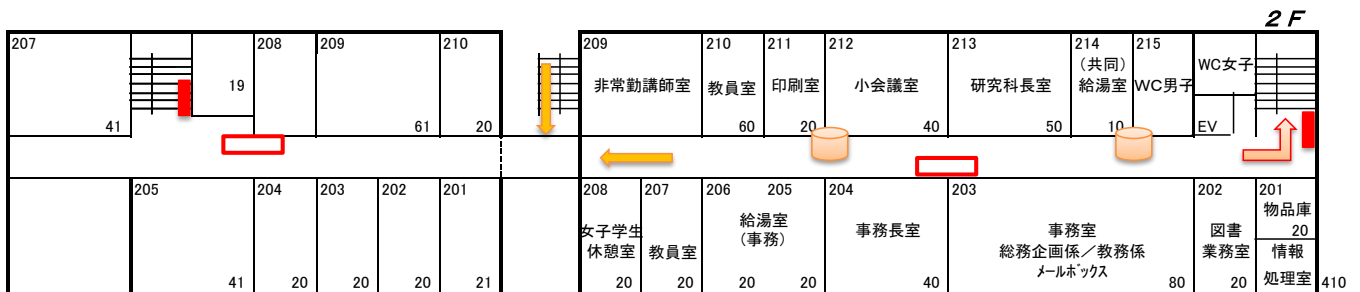 ２Ｆ
207
19
41
208
209
61
210
20
209
非常勤講師室
210
教員室
60
211
印刷室
20
212
小会議室
40
213
研究科長室
50
214
（共同）
給湯室
10
215
WC男子
WC女子
EV
205
41
204
20
203
20
202
20
201
21
208
女子学生
休憩室
20
207
教員室
20
206
205
給湯室
（事務）
20
20
204
事務長室
40
203
事務室
総務企画係／教務係
ﾒｰﾙﾎﾞｯｸｽ
80
202
図書
業務室
20
201
物品庫
20
情報
処理室
410